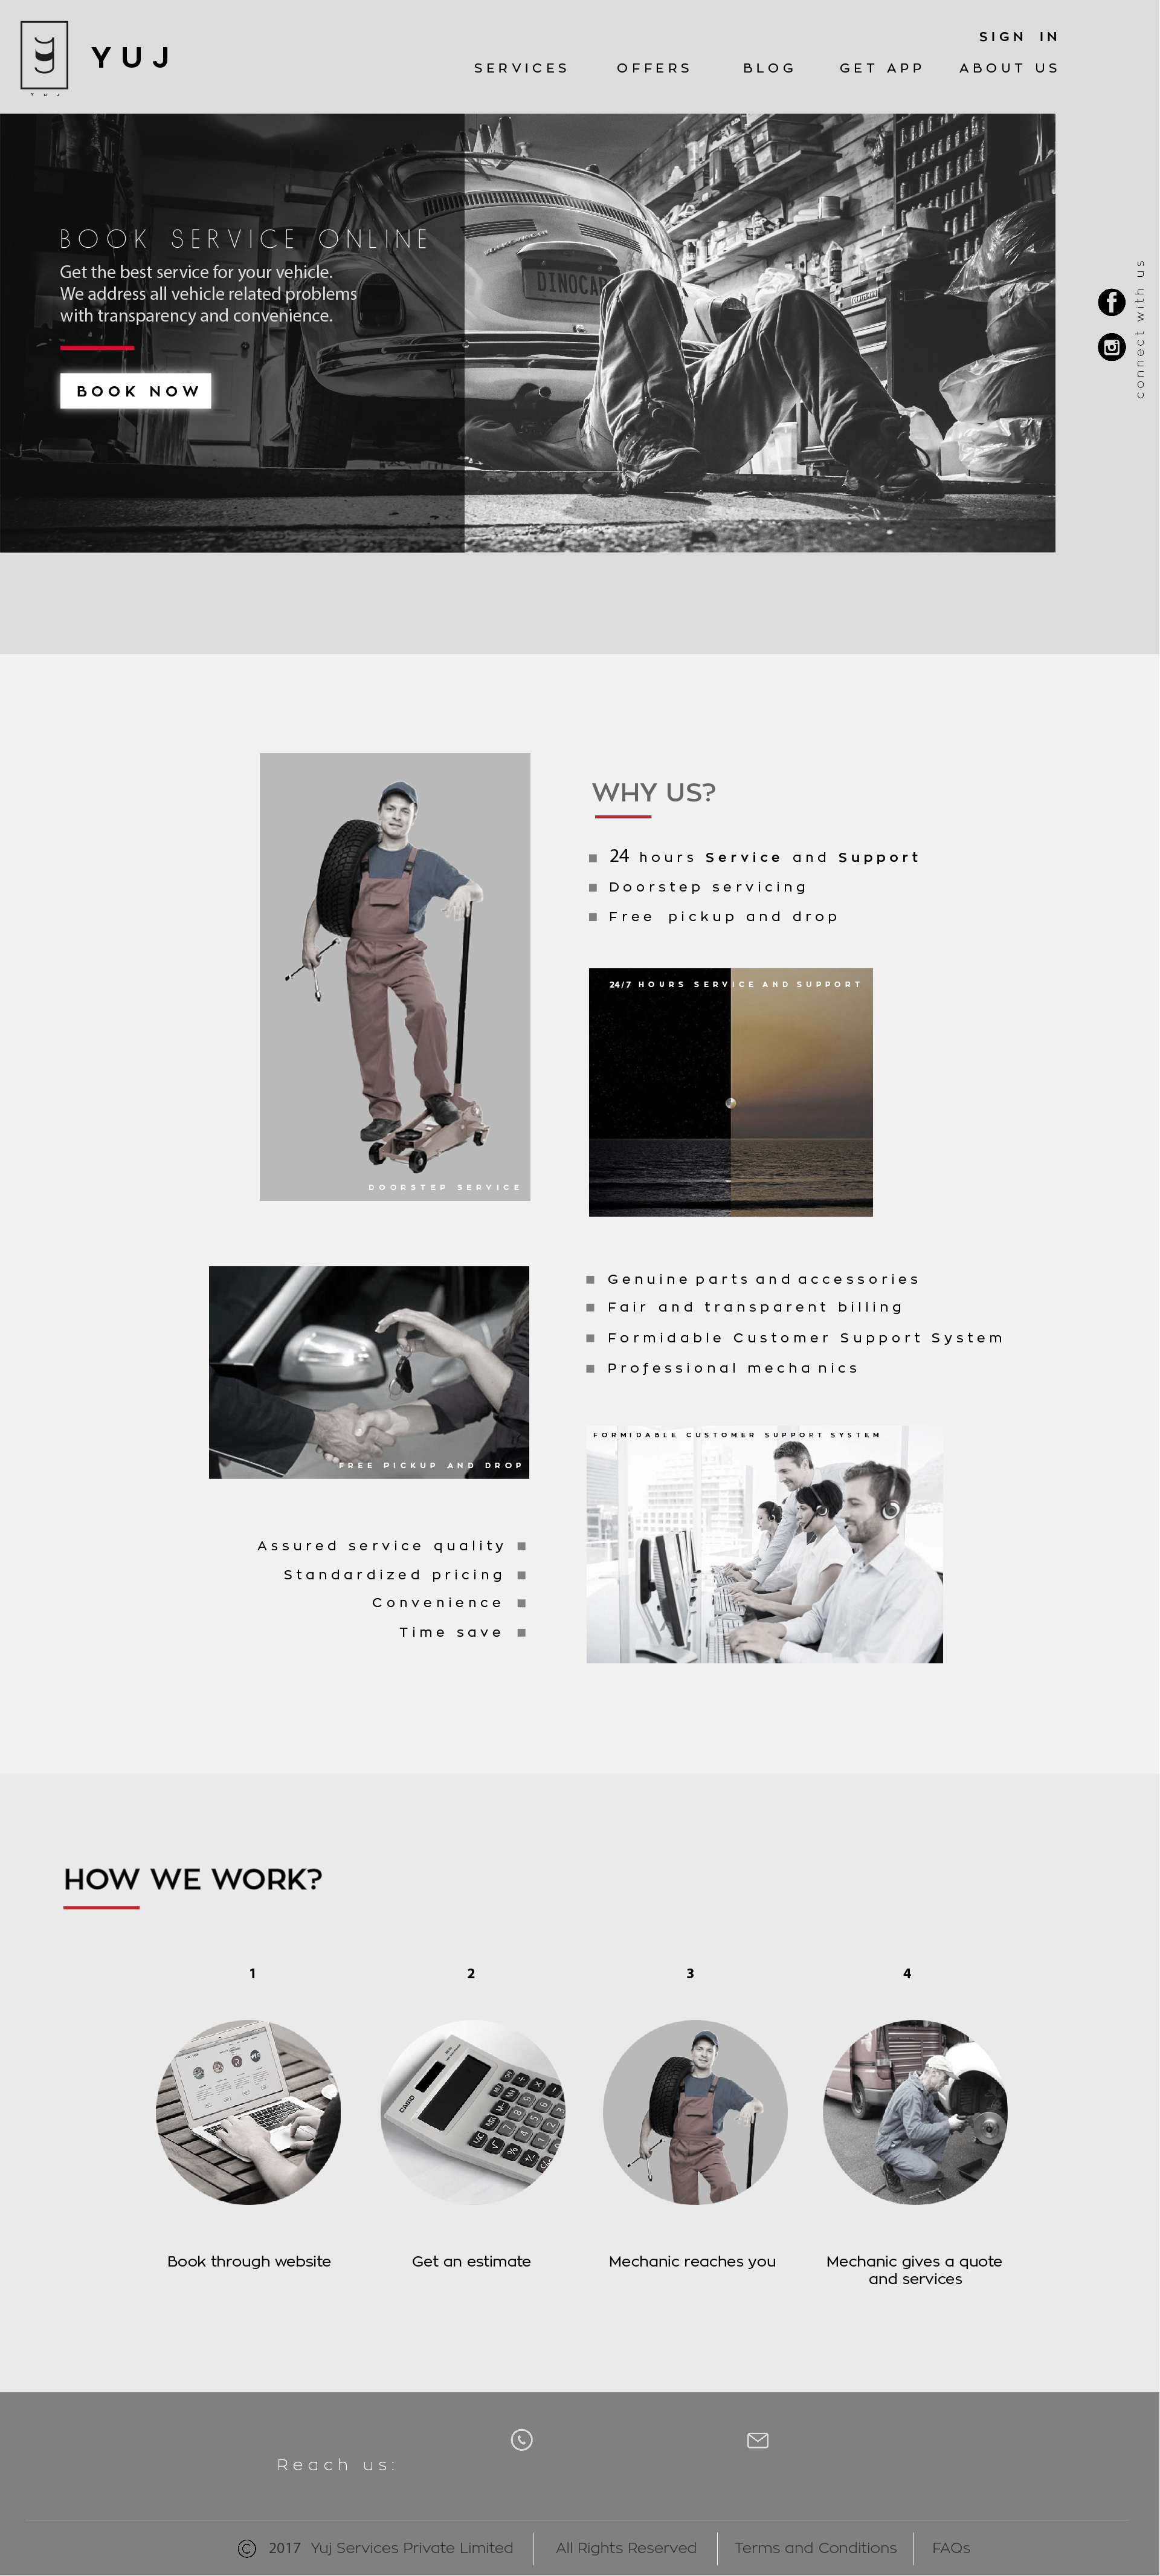 YUJ
Y U J
SIGN IN
SERVICES OFFERS BLOG GET APP ABOUT US
BOOK SERVICE ONLINE
Get the best service for your vehicle.
We address all vehicle related problems
with transparency and convenience.
BOOK NOW
DINOCAR
connect with us
WHY US?
24 hours Service and Support
Doorstep servicing
Free pickup and drop
DOORSTEP SERVICE
24/7 HOURS SERVICE AND SUPPORT
Genuine parts and accessories
Fair and transparent billing
Formidable Customer Support System
Professional mecha nics
FREE PICKUP AND DROP
FORMIDABLE CUSTOMER SUPPORT SYSTEM
Assured service quality
Standardized pricing
Convenience
Time save
HOW WE WORK?
1 2 3 4
CASIO
Book through website
Get an estimate
Mechanic reaches you
Mechanic gives a quote
and services
Reach us:
© 2017 Yuj Services Private Limited All Rights Reserved Terms and Conditions FAQs